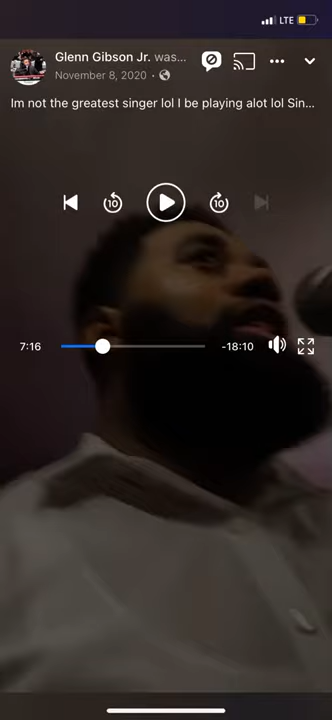 LTE
Glenn Gibson Jr. was...
November 8, 2020 ·
Im not the greatest singer lol I be playing alot lol Sin...
10
10
7:16
-18:10